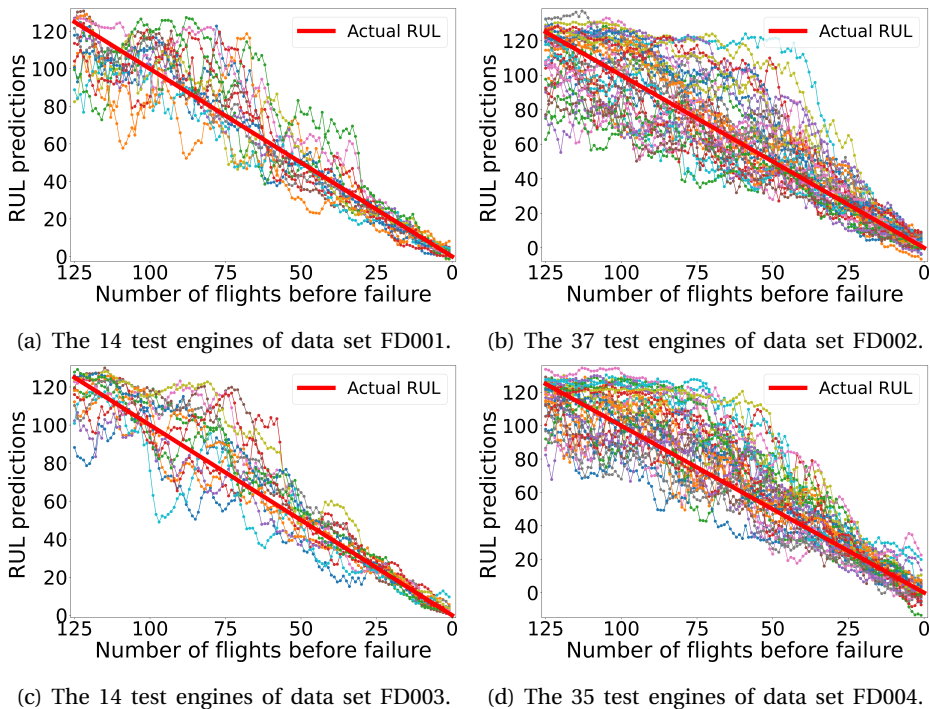 Actual RUL
RUL predictions
120
100
80
60
40
20
0
125 100 75 50 25 0
Number of flights before failure
(a) The 14 test engines of data set FD001.
Actual RUL
RUL predictions
120
100
80
60
40
20
0
125 100 75 50 25 0
Number of flights before failure
(b) The 37 test engines of data set FD002.
Actual RUL
RUL predictions
120
100
80
60
40
20
0
125 100 75 50 25 0
Number of flights before failure
(c) The 14 test engines of data set FD003.
Actual RUL
RUL predictions
120
100
80
60
40
20
0
125 100 75 50 25 0
Number of flights before failure
(d) The 35 test engines of data set FD004.